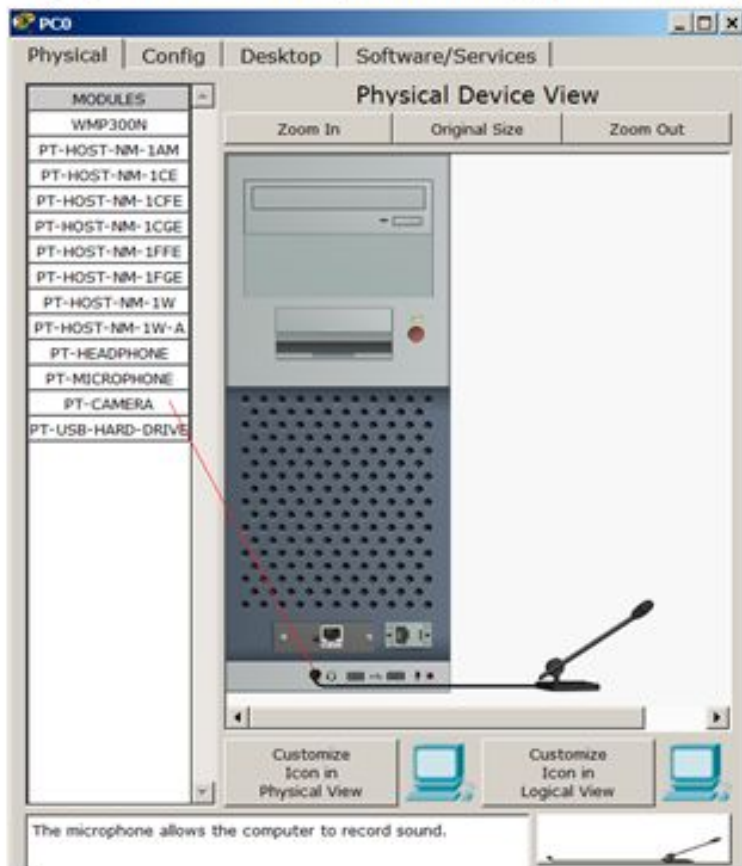 PC0
Physical Config Desktop Software/Services
MODULES
WMP300N
PT-HOST-NM-1AM
PT-HOST-NM-1CE
PT-HOST-NM-1CFE
PT-HOST-NM-1CGE
PT-HOST-NM-1FFE
PT-HOST-NM-1FGE
PT-HOST-NM-1W
PT-HOST-NM-1W-A
PT-HEADPHONE
PT-MICROPHONE
PT-CAMERA
PT-USB-HARD-DRIVE
Physical Device View
Zoom In Original Size Zoom Out
Customize
Icon in
Physical View
Customize
Icon in
Logical View
The microphone allows the computer to record sound.